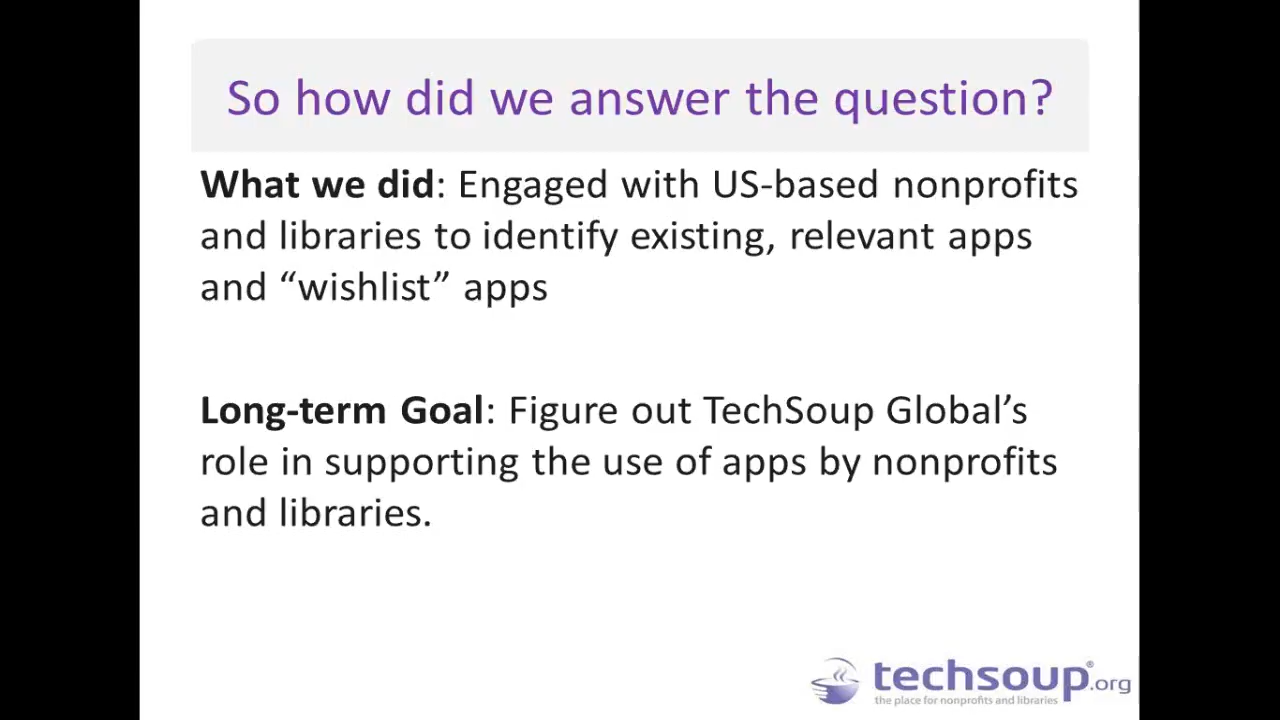 So how did we answer the question?
What we did: Engaged with US-based nonprofits
and libraries to identify existing, relevant apps
and “wishlist” apps
Long-term Goal: Figure out TechSoup Global’s
role in supporting the use of apps by nonprofits
and libraries.
techsoup®.org
the place for nonprofits and libraries